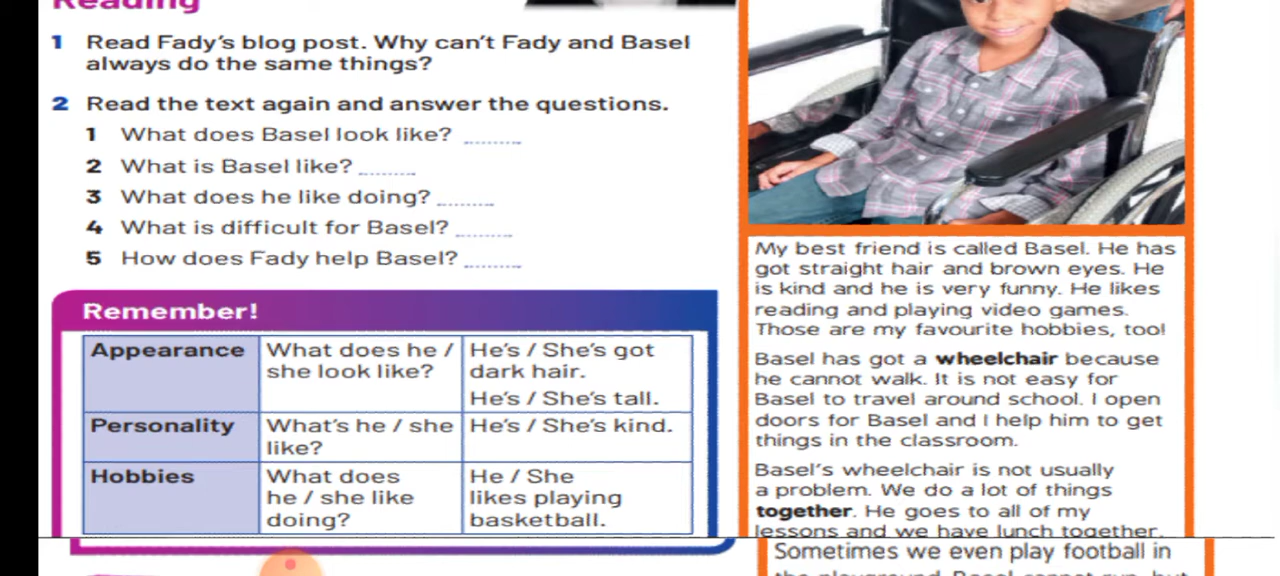 Reading
1 Read Fady's blog post. Why can't Fady and Basel
always do the same things?
2 Read the text again and answer the questions.
1 What does Basel look like? ........
2 What is Basel like? ........
3 What does he like doing? ........
4 What is difficult for Basel? ........
5 How does Fady help Basel? ........
Remember!
Appearance
What does he /
she look like?
He's / She's got
dark hair.
He's / She's tall.
Personality
What's he / she
like?
He's / She's kind.
Hobbies
What does
he / she like
doing?
He / She
likes playing
basketball.
My best friend is called Basel. He has
got straight hair and brown eyes. He
is kind and he is very funny. He likes
reading and playing video games.
Those are my favourite hobbies, too!
Basel has got a wheelchair because
he cannot walk. It is not easy for
Basel to travel around school. I open
doors for Basel and I help him to get
things in the classroom.
Basel's wheelchair is not usually
a problem. We do a lot of things
together. He goes to all of my
lessons and we have lunch together.
Sometimes we even play football in
the playground. Basel cannot run, but